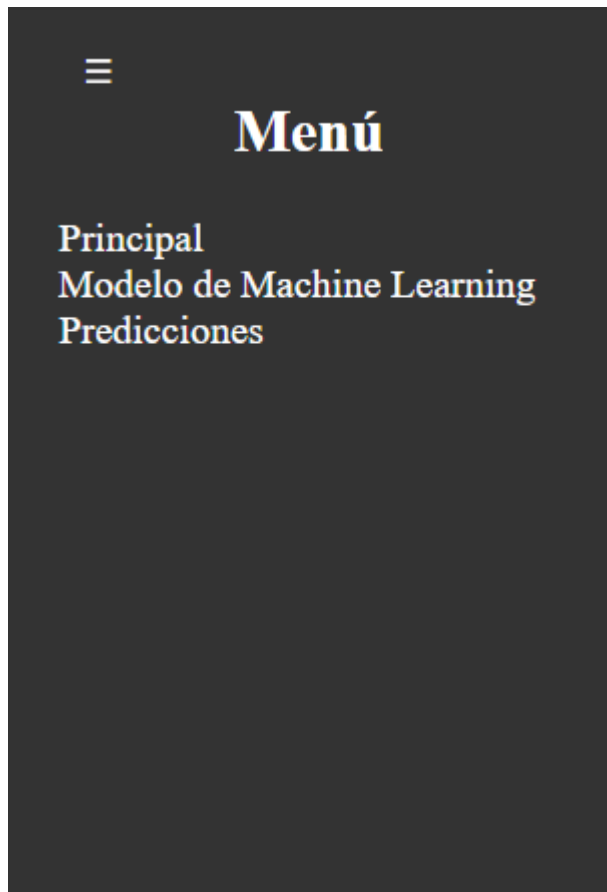 ☰
Menú
Principal
Modelo de Machine Learning
Predicciones